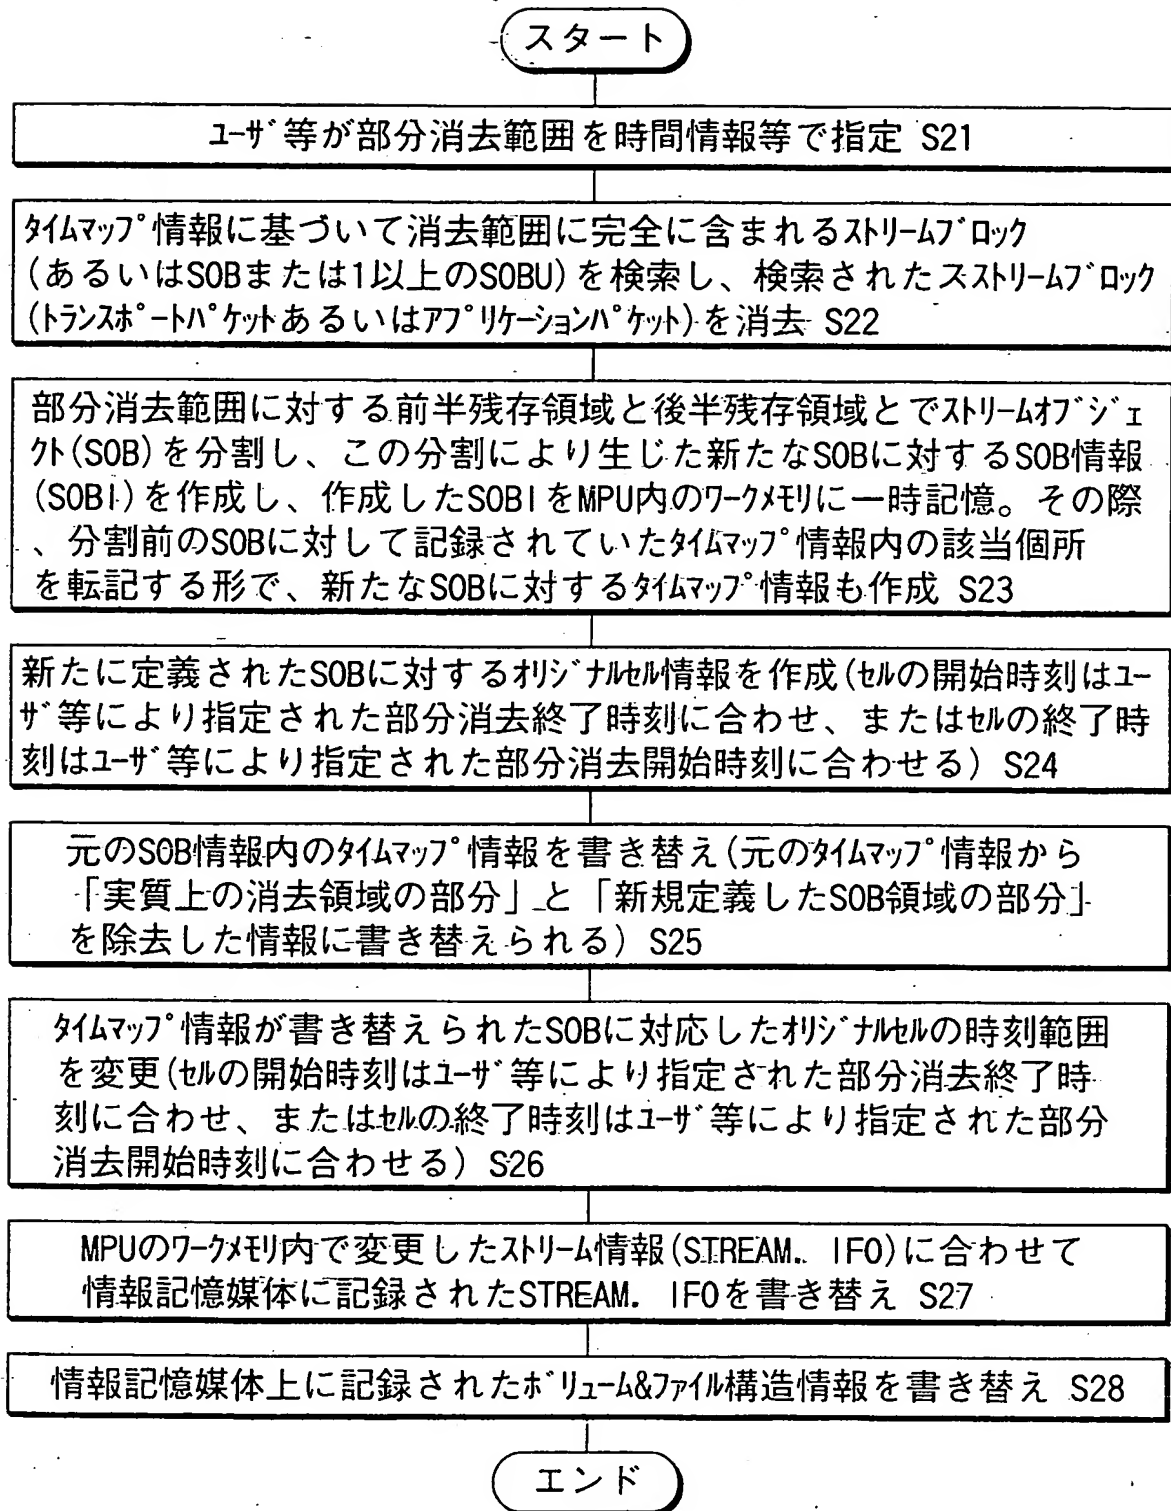 スタート
ユーザ等が部分消去範囲を時間情報等で指定 S21
タイムマップ情報に基づいて消去範囲に完全に含まれるストリームブロック
(あるいはSOBまたは1以上のSOBU)を検索し、検索されたスストリームブロック
(トランスポートパケットあるいはアプリケーションパケット)を消去 S22
部分消去範囲に対する前半残存領域と後半残存領域とでストリームオブジェ
クト(SOB)を分割し、この分割により生じた新たなSOBに対するSOB情報
(SOBI)を作成し、作成したSOBIをMPU内のワークメモリに一時記憶。その際
、分割前のSOBに対して記録されていたタイムマップ情報内の該当個所
を転記する形で、新たなSOBに対するタイムマップ情報も作成 S23
新たに定義されたSOBに対するオリジナルセル情報を作成(セルの開始時刻はユー
ザ等により指定された部分消去終了時刻に合わせ、またはセルの終了時
刻はユーザ等により指定された部分消去開始時刻に合わせる) S24
元のSOB情報内のタイムマップ情報を書き替え(元のタイムマップ情報から
「実質上の消去領域の部分」と「新規定義したSOB領域の部分」
を除去した情報に書き替えられる) S25
タイムマップ情報が書き替えられたSOBに対応したオリジナルセルの時刻範囲
を変更(セルの開始時刻はユーザ等により指定された部分消去終了時
刻に合わせ、またはセルの終了時刻はユーザ等により指定された部分
消去開始時刻に合わせる) S26
MPUのワークメモリ内で変更したストリーム情報(STREAM. IFO)に合わせて
情報記憶媒体に記録されたSTREAM. IFOを書き替え S27
情報記憶媒体上に記録されたボリューム&ファイル構造情報を書き替え S28
エンド